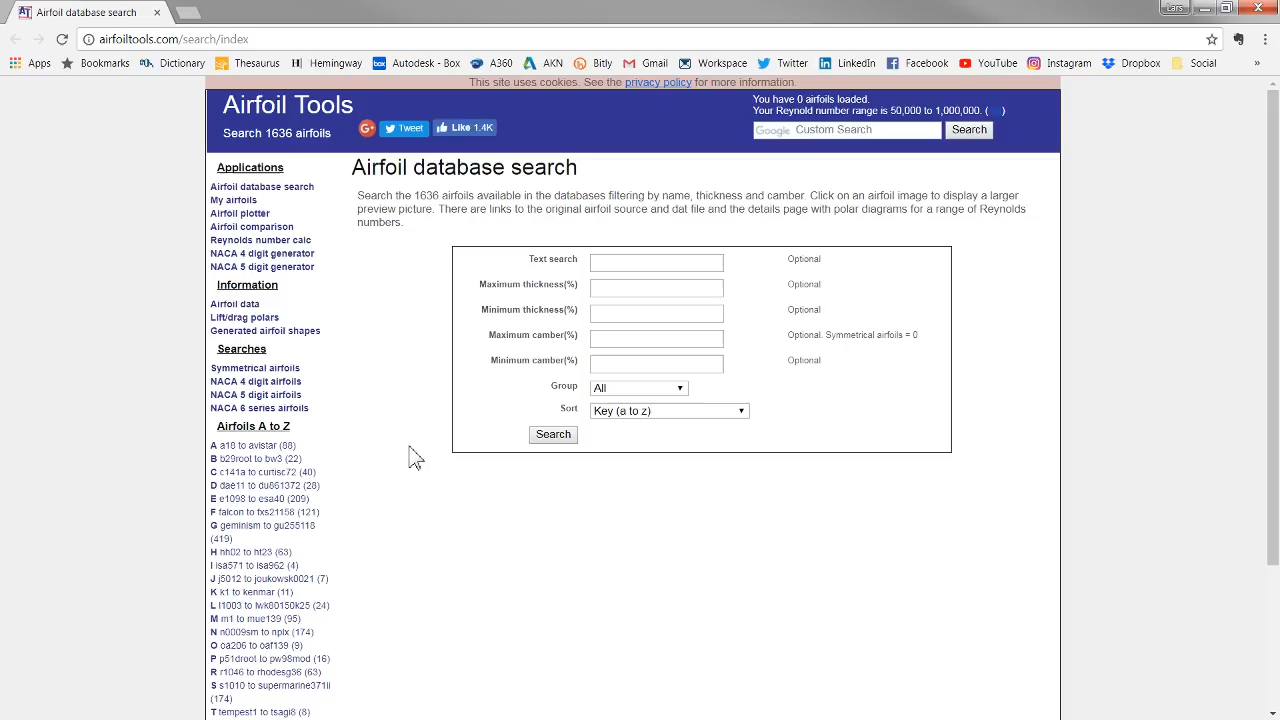 Airfoil database search
Lars
airfoiltools.com/search/index
Apps
Bookmarks
Dictionary
Thesaurus
Hemingway
Autodesk - Box
A360
AKN
Bitly
Gmail
Workspace
Twitter
LinkedIn
Facebook
YouTube
Instagram
Dropbox
Social
»
This site uses cookies. See the privacy policy for more information.
Airfoil Tools
Search 1636 airfoils
G+
Tweet
Like 1.4K
You have 0 airfoils loaded.
Your Reynold number range is 50,000 to 1,000,000. ( )
Google Custom Search
Search
Applications
Airfoil database search
My airfoils
Airfoil plotter
Airfoil comparison
Reynolds number calc
NACA 4 digit generator
NACA 5 digit generator
Information
Airfoil data
Lift/drag polars
Generated airfoil shapes
Searches
Symmetrical airfoils
NACA 4 digit airfoils
NACA 5 digit airfoils
NACA 6 series airfoils
Airfoils A to Z
A a18 to avistar (88)
B b29root to bw3 (22)
C c141a to curtisc72 (40)
D dae11 to du861372 (28)
E e1098 to esa40 (209)
F falcon to fxs21158 (121)
G geminism to gu255118
(419)
H hh02 to ht23 (63)
I isa571 to isa962 (4)
J j5012 to joukowsk0021 (7)
K k1 to kenmar (11)
L l1003 to lwk80150k25 (24)
M m1 to mue139 (95)
N n0009sm to nplx (174)
O oa206 to oaf139 (9)
P p51droot to pw98mod (16)
R r1046 to rhodesg36 (63)
S s1010 to supermarine371ii
(174)
T tempest1 to tsagi8 (8)
Airfoil database search
Search the 1636 airfoils available in the databases filtering by name, thickness and camber. Click on an airfoil image to display a larger
preview picture. There are links to the original airfoil source and dat file and the details page with polar diagrams for a range of Reynolds
numbers.
Text search Optional
Maximum thickness(%) Optional
Minimum thickness(%) Optional
Maximum camber(%) Optional. Symmetrical airfoils = 0
Minimum camber(%) Optional
Group All
Sort Key (a to z)
Search